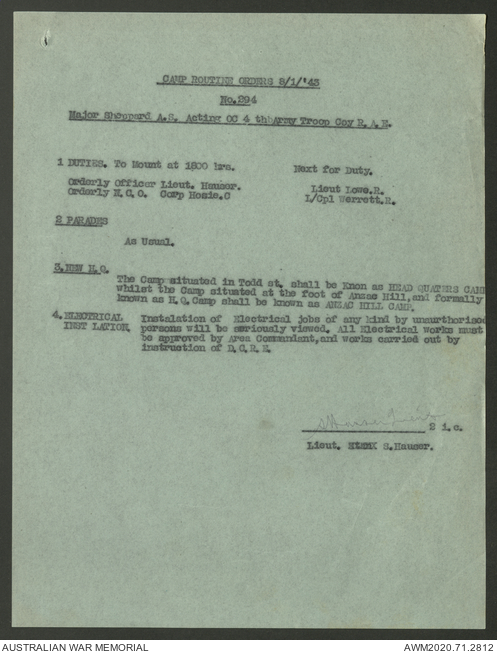 CAMP ROUTINE ORDERS 8/1/'43
No.294
Major Sheppard A.S. Acting OC 4 thhArmy Troop Coy R.A.E.
1 DUTIES. To Mount at 1800 hrs. Next for Duty.
Orderly Officer Lieut. Hauser. Lieut Lowe.R.
Orderly N.C.O. Corp Hosie.C L/Cpl Werrett.R.
2 PARADES
As Usual.
3.NEW H.Q.
The Camp situated in Todd st. shall be Knon as HEAD QUATERS CAMP
whilst the Camp situated at the foot of Anzac Hill,and formally
known as H.Q.Camp shall be known as ANZAC HILL CAMP.
4.ELECTRICAL Instalation of Electrical jobs of any kind by unauthorised
INSTLATION. persons will be seriously viewed. All Electrical works must
be approved by Area Commandant,and works carried out by
instruction of D.C.R.E.
SHauser Lieut
2 i.c.
Lieut. S.Hauser.
AUSTRALIAN WAR MEMORIAL AWM2020.71.2812